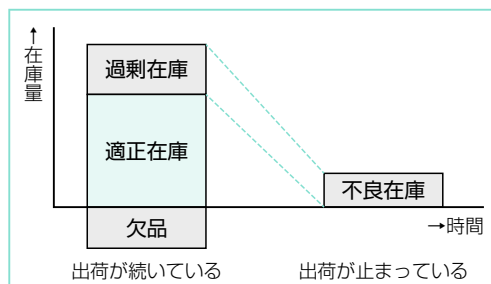 ↑在庫量
過剰在庫
適正在庫
不良在庫
欠品
→時間
出荷が続いている
出荷が止まっている